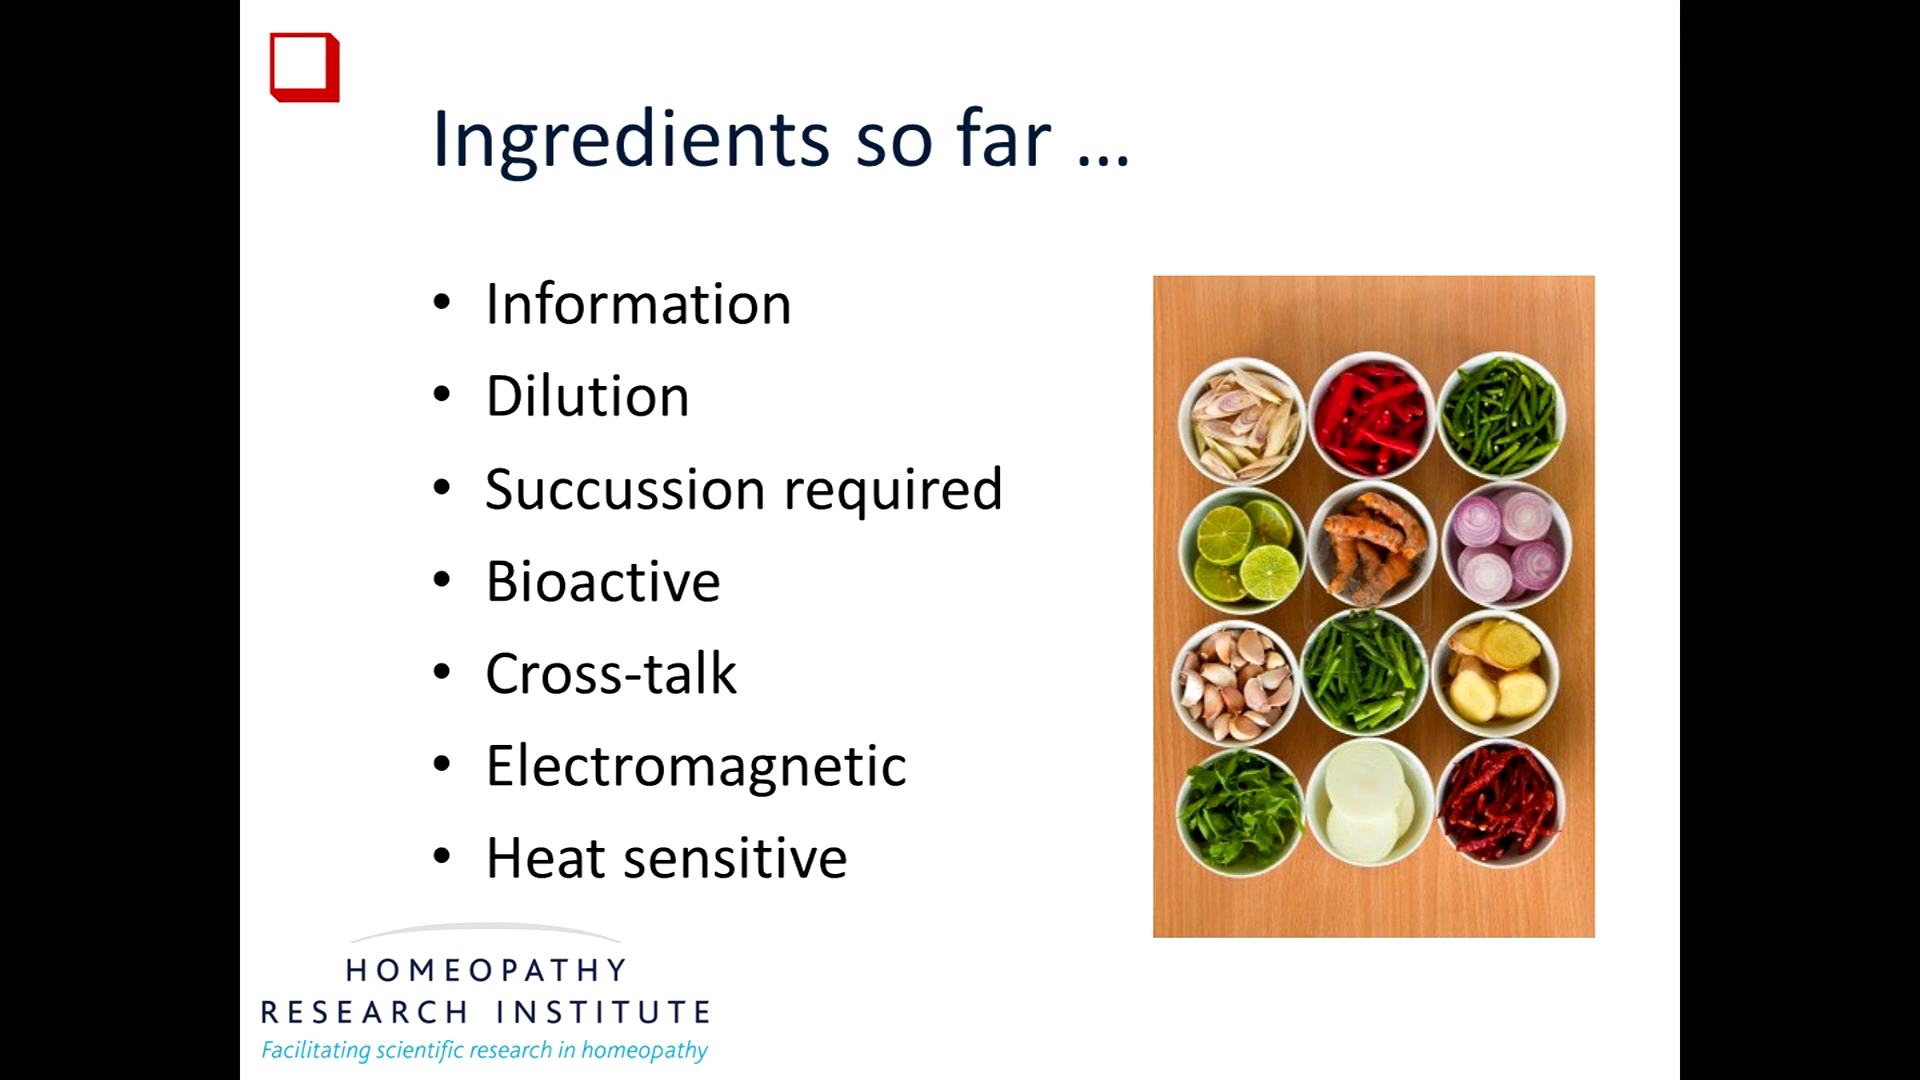 Ingredients so far ...
• Information
• Dilution
• Succussion required
• Bioactive
• Cross-talk
• Electromagnetic
• Heat sensitive
HOMEOPATHY
RESEARCH INSTITUTE
Facilitating scientific research in homeopathy